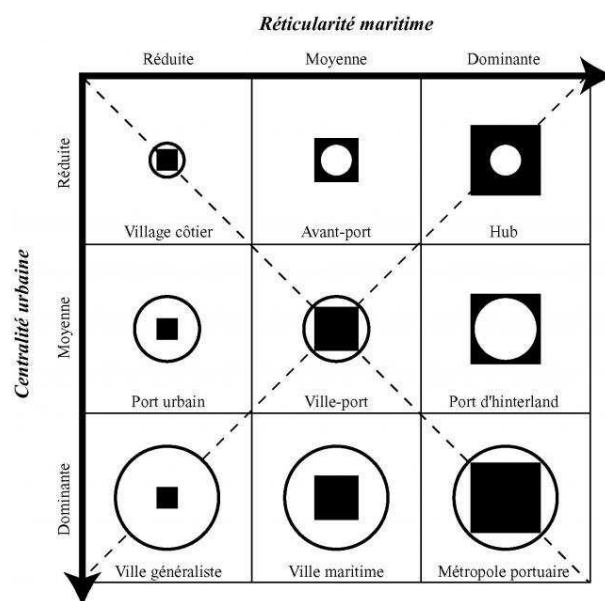 Réticularité maritime
Réduite Moyenne Dominante
Centralité urbaine
Réduite
Village côtier Avant-port Hub
Moyenne
Port urbain Ville-port Port d'hinterland
Dominante
Ville généraliste Ville maritime Métropole portuaire